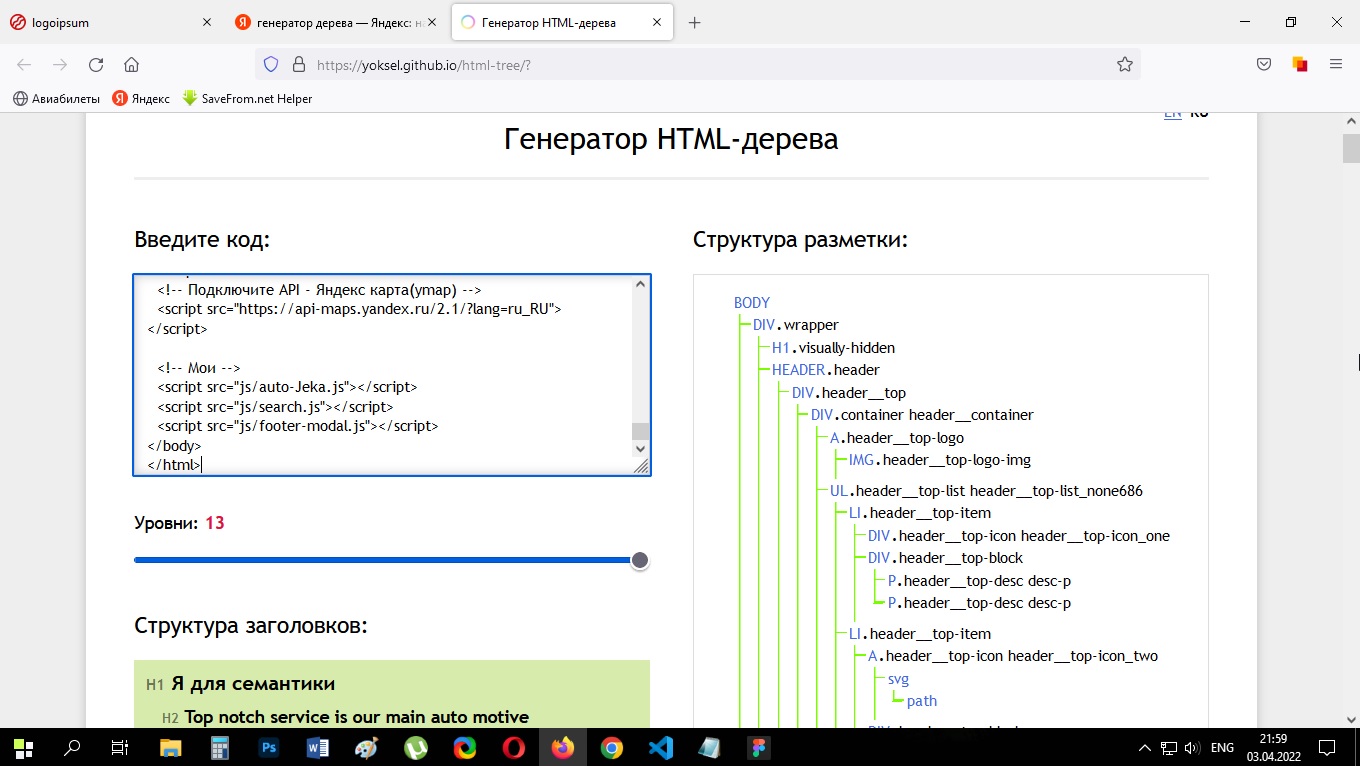 logoipsum
генератор дерева — Яндекс: на
Генератор HTML-дерева
https://yoksel.github.io/html-tree/?
Авиабилеты
Яндекс
SaveFrom.net Helper
EN RU
Генератор HTML-дерева
Введите код:
<!-- Подключите API - Яндекс карта(ymap) -->
<script src="https://api-maps.yandex.ru/2.1/?lang=ru_RU">
</script>
<!-- Мои -->
<script src="js/auto-Jeka.js"></script>
<script src="js/search.js"></script>
<script src="js/footer-modal.js"></script>
</body>
</html>
Уровни: 13
Структура заголовков:
H1 Я для семантики
H2 Top notch service is our main auto motive
Структура разметки:
BODY
DIV.wrapper
H1.visually-hidden
HEADER.header
DIV.header__top
DIV.container header__container
A.header__top-logo
IMG.header__top-logo-img
UL.header__top-list header__top-list_none686
LI.header__top-item
DIV.header__top-icon header__top-icon_one
DIV.header__top-block
P.header__top-desc desc-p
P.header__top-desc desc-p
LI.header__top-item
A.header__top-icon header__top-icon_two
svg
path
Ps
W
ENG
21:59
03.04.2022